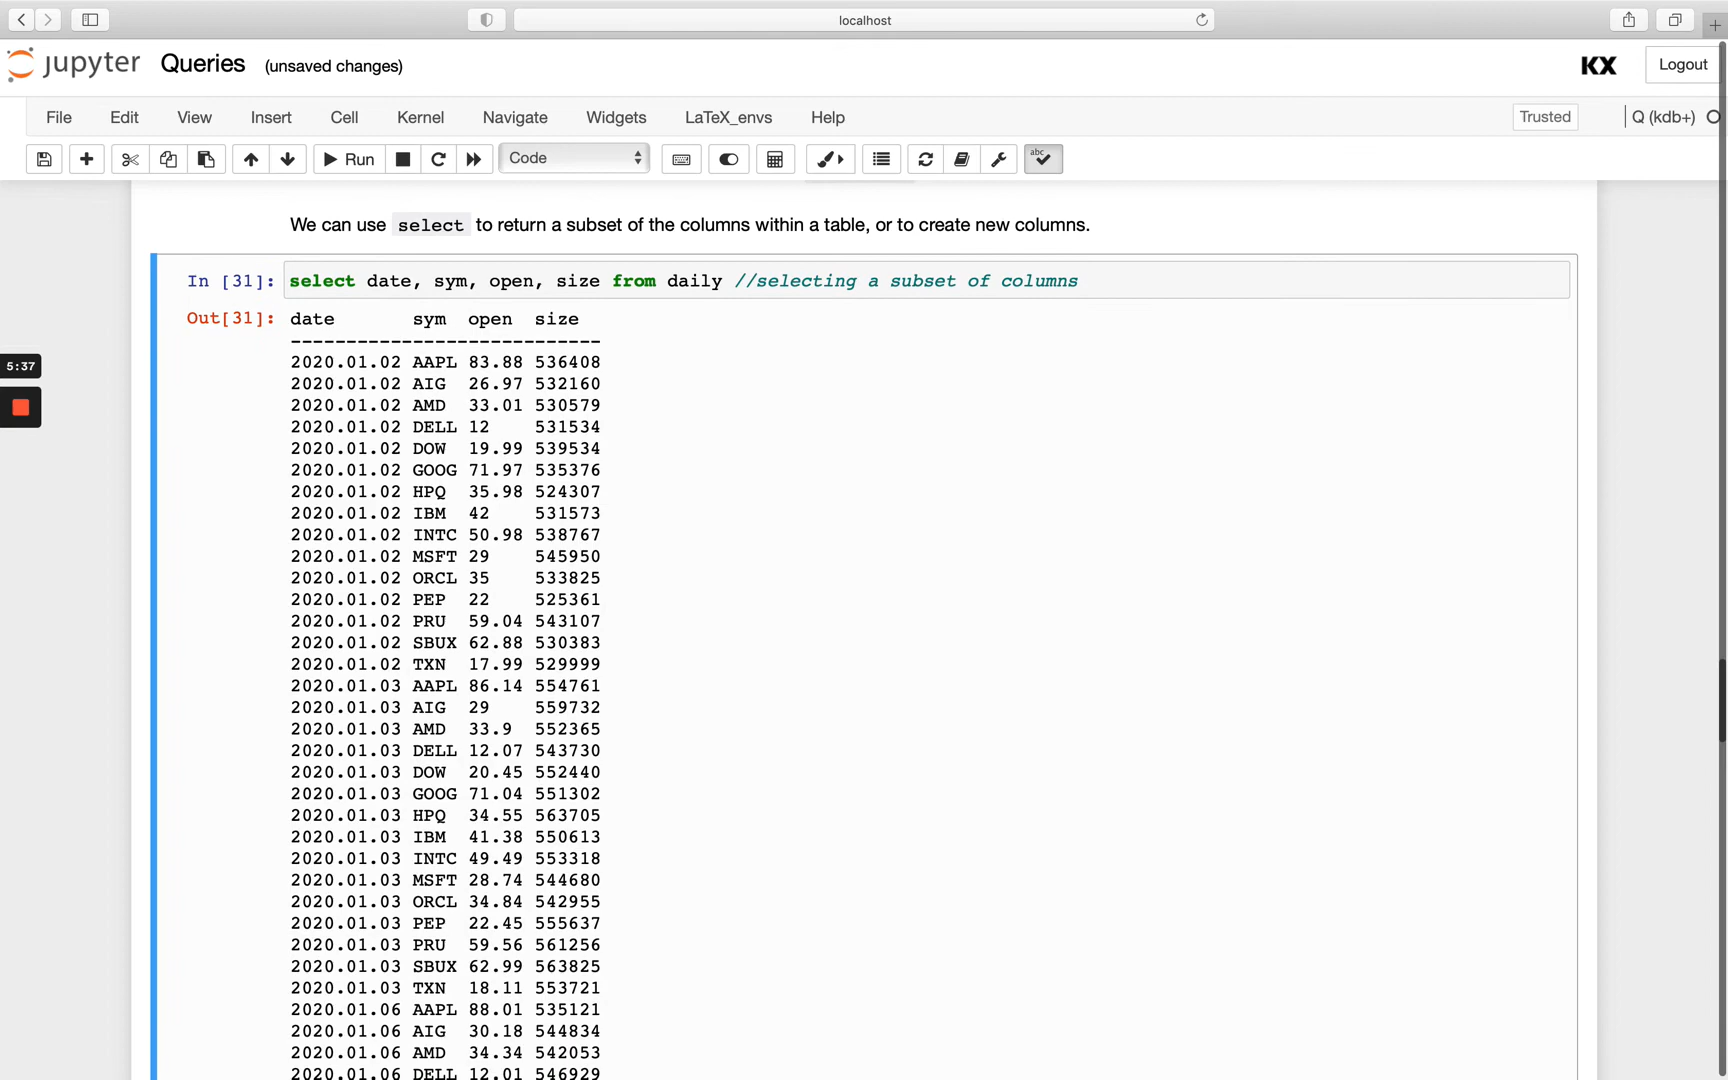 localhost
jupyter Queries (unsaved changes) KX Logout
File Edit View Insert Cell Kernel Navigate Widgets LaTeX_envs Help Trusted Q (kdb+)
Run Code abc
We can use select to return a subset of the columns within a table, or to create new columns.
In [31]: select date, sym, open, size from daily //selecting a subset of columns
Out[31]: date sym open size
----------------------------
5:37
2020.01.02 AAPL 83.88 536408
2020.01.02 AIG 26.97 532160
2020.01.02 AMD 33.01 530579
2020.01.02 DELL 12 531534
2020.01.02 DOW 19.99 539534
2020.01.02 GOOG 71.97 535376
2020.01.02 HPQ 35.98 524307
2020.01.02 IBM 42 531573
2020.01.02 INTC 50.98 538767
2020.01.02 MSFT 29 545950
2020.01.02 ORCL 35 533825
2020.01.02 PEP 22 525361
2020.01.02 PRU 59.04 543107
2020.01.02 SBUX 62.88 530383
2020.01.02 TXN 17.99 529999
2020.01.03 AAPL 86.14 554761
2020.01.03 AIG 29 559732
2020.01.03 AMD 33.9 552365
2020.01.03 DELL 12.07 543730
2020.01.03 DOW 20.45 552440
2020.01.03 GOOG 71.04 551302
2020.01.03 HPQ 34.55 563705
2020.01.03 IBM 41.38 550613
2020.01.03 INTC 49.49 553318
2020.01.03 MSFT 28.74 544680
2020.01.03 ORCL 34.84 542955
2020.01.03 PEP 22.45 555637
2020.01.03 PRU 59.56 561256
2020.01.03 SBUX 62.99 563825
2020.01.03 TXN 18.11 553721
2020.01.06 AAPL 88.01 535121
2020.01.06 AIG 30.18 544834
2020.01.06 AMD 34.34 542053
2020.01.06 DELL 12.01 546929